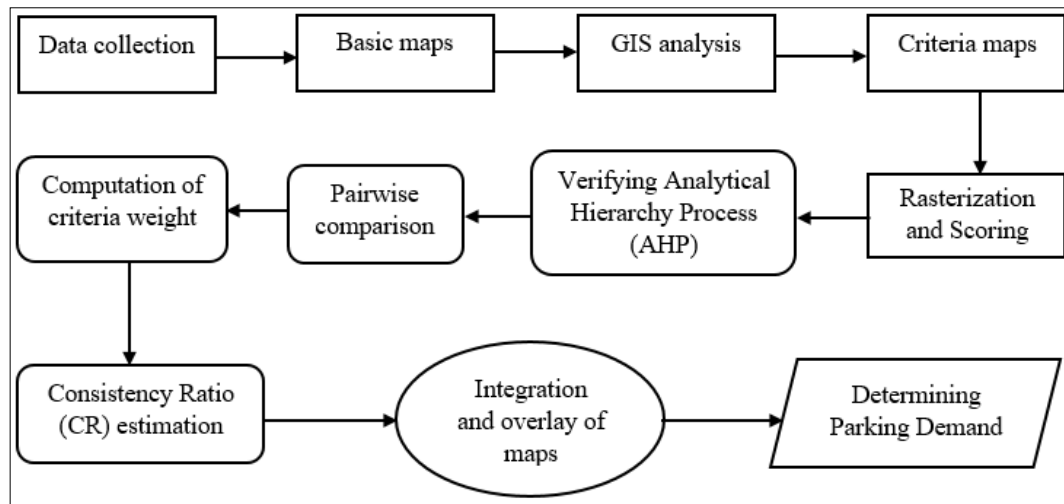 Data collection
Basic maps
GIS analysis
Criteria maps
Rasterization
and Scoring
Verifying Analytical
Hierarchy Process
(AHP)
Pairwise
comparison
Computation of
criteria weight
Consistency Ratio
(CR) estimation
Integration
and overlay of
maps
Determining
Parking Demand